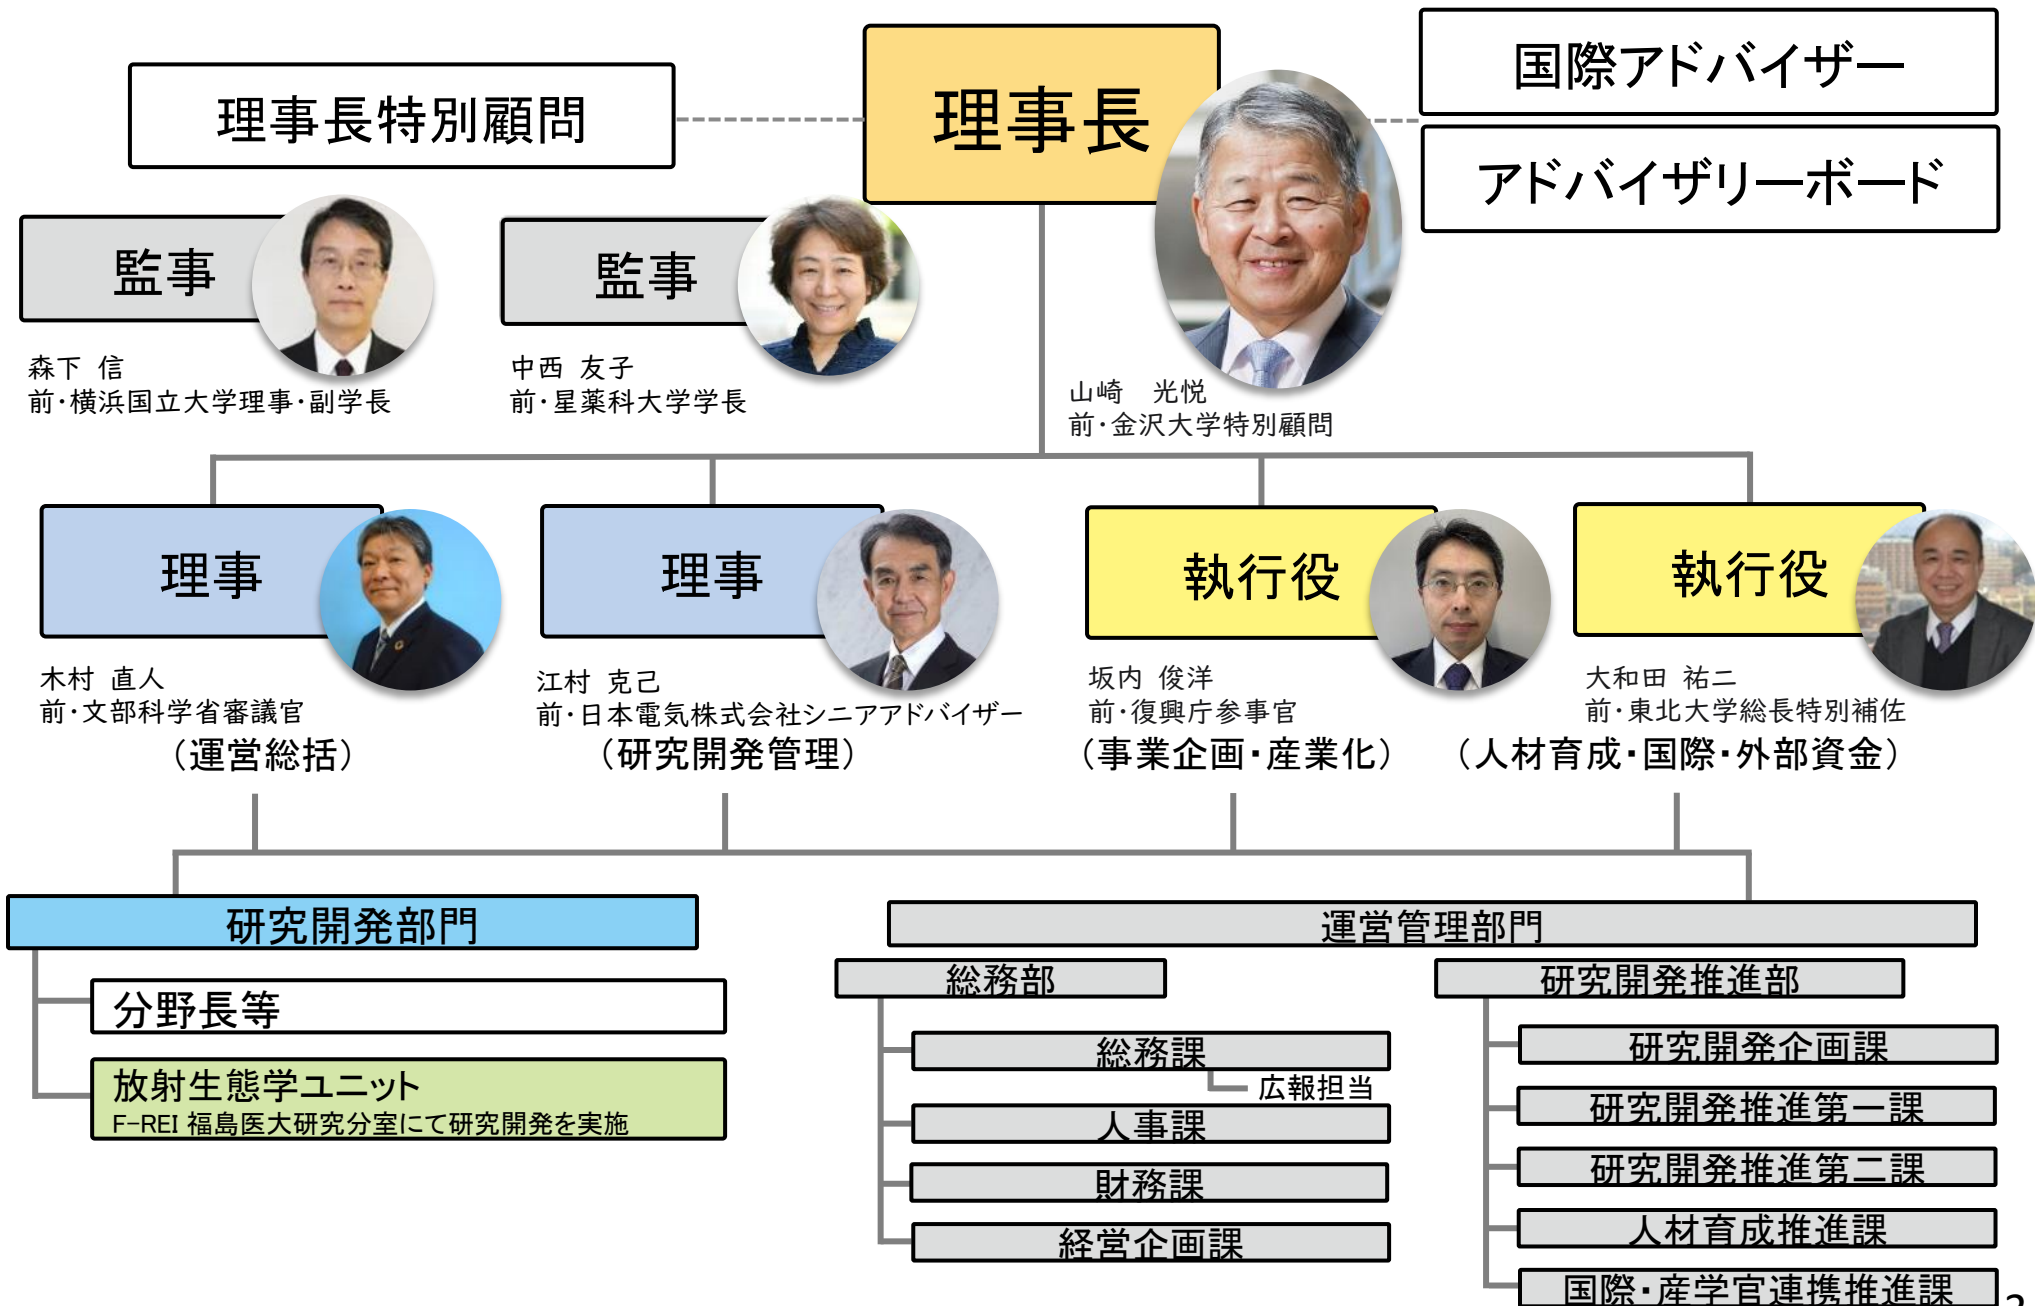 理事長特別顧問
理事長
国際アドバイザー
アドバイザリーボード
監事
森下 信
前・横浜国立大学理事・副学長
監事
中西 友子
前・星薬科大学学長
山崎　光悦
前・金沢大学特別顧問
理事
木村 直人
前・文部科学省審議官
（運営総括）
理事
江村 克己
前・日本電気株式会社シニアアドバイザー
（研究開発管理）
執行役
坂内 俊洋
前・復興庁参事官
（事業企画・産業化）
執行役
大和田 祐二
前・東北大学総長特別補佐
（人材育成・国際・外部資金）
研究開発部門
分野長等
放射生態学ユニット
F-REI 福島医大研究分室にて研究開発を実施
運営管理部門
総務部
総務課
広報担当
人事課
財務課
経営企画課
研究開発推進部
研究開発企画課
研究開発推進第一課
研究開発推進第二課
人材育成推進課
国際・産学官連携推進課